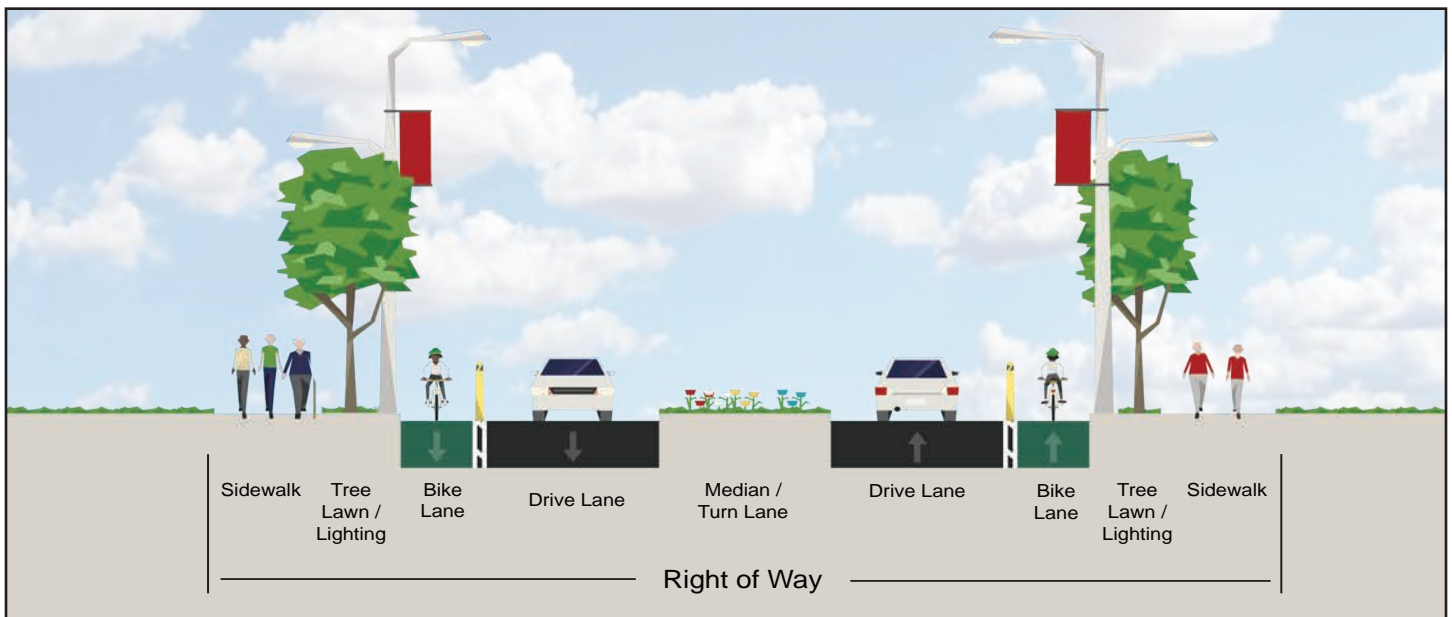 Sidewalk
Tree
Lawn /
Lighting
Bike
Lane
Drive Lane
Median /
Turn Lane
Drive Lane
Bike
Lane
Tree
Lawn /
Lighting
Sidewalk
Right of Way